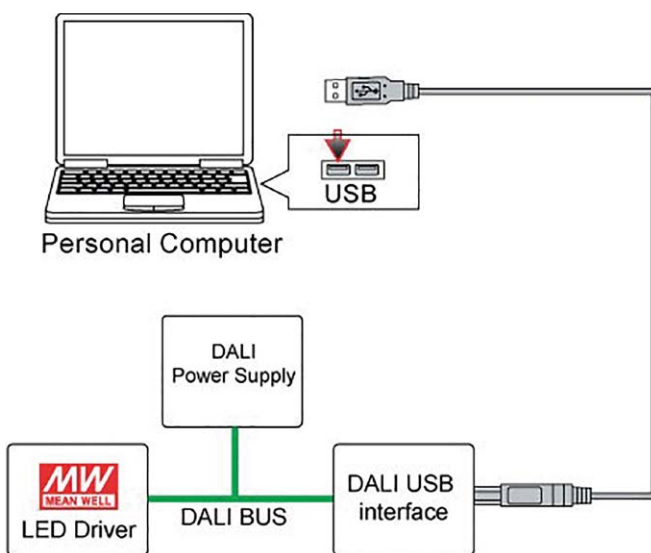 USB
Personal Computer
DALI
Power Supply
MW
MEAN WELL
LED Driver
DALI BUS
DALI USB
interface